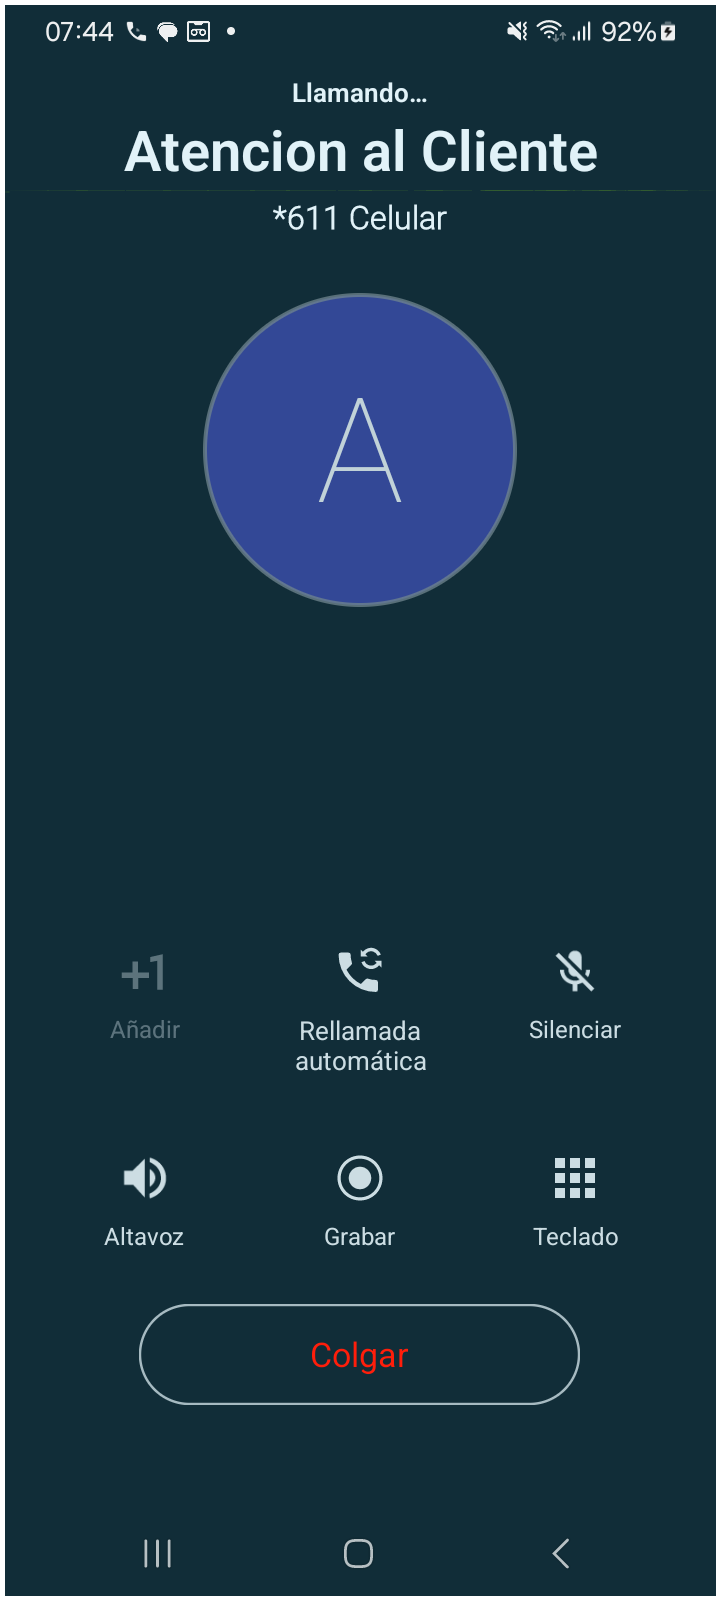 07:44 92%
Llamando...
Atencion al Cliente
*611 Celular
A
+1
Añadir Rellamada automática Silenciar
Altavoz Grabar Teclado
Colgar